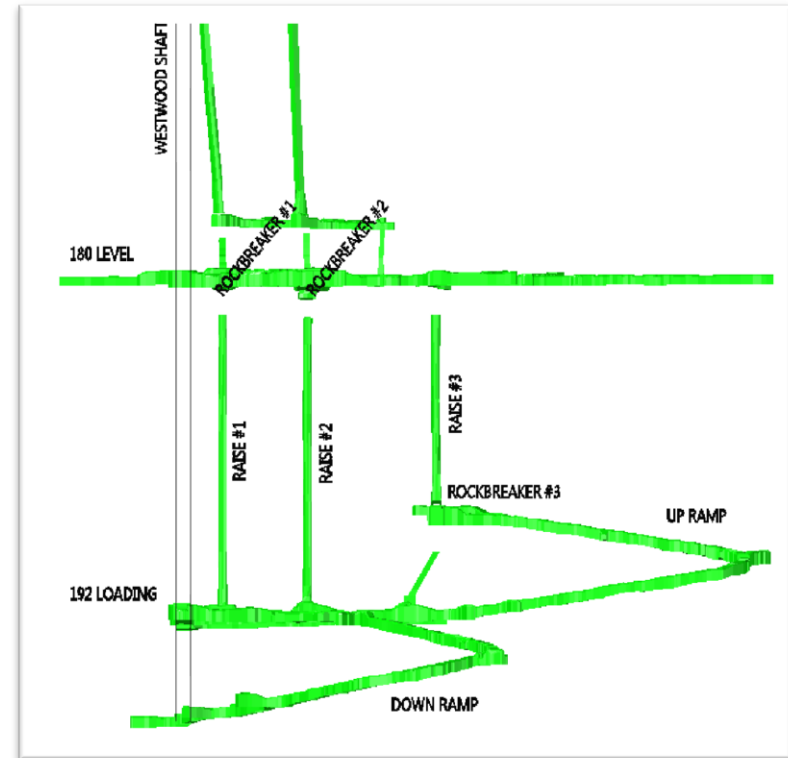 WESTWOOD SHAFT
ROCKBREAKER #1
ROCKBREAKER #2
180 LEVEL
RAISE #1
RAISE #2
RAISE #3
ROCKBREAKER #3
UP RAMP
192 LOADING
DOWN RAMP